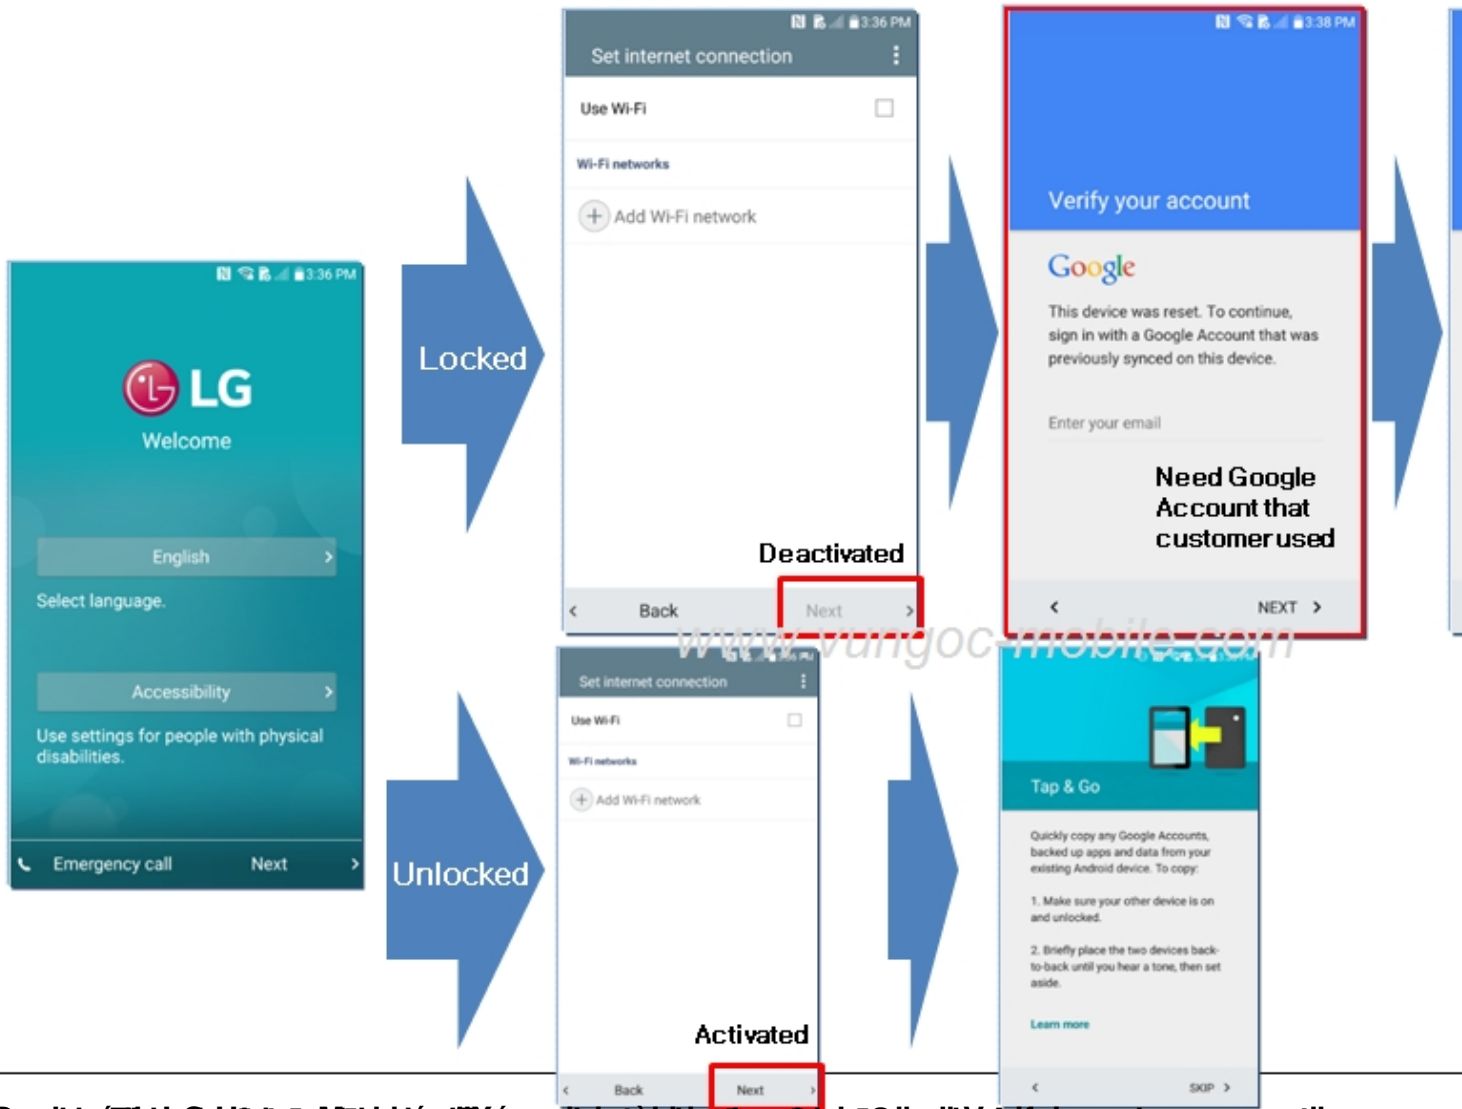 3:36 PM
LG
Welcome
English
Select language.
Accessibility
Use settings for people with physical
disabilities.
Emergency call
Next
Locked
3:36 PM
Set internet connection
Use Wi-Fi
Wi-Fi networks
Add Wi-Fi network
Deactivated
Back
Next
3:38 PM
Verify your account
Google
This device was reset. To continue,
sign in with a Google Account that was
previously synced on this device.
Enter your email
Need Google
Account that
customer used
NEXT
www.vungoc-mobile.com
Unlocked
Set internet connection
Use Wi-Fi
Wi-Fi networks
Add Wi-Fi network
Activated
Back
Next
Tap & Go
Quickly copy any Google Accounts,
backed up apps and data from your
existing Android device. To copy:
1. Make sure your other device is on
and unlocked.
2. Briefly place the two devices back-
to-back until you hear a tone, then set
aside.
Learn more
SKIP